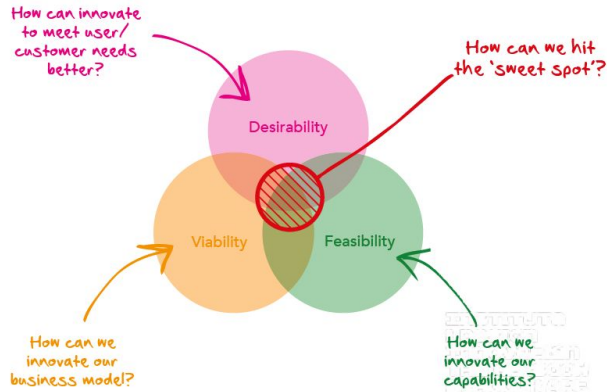 How can innovate
to meet user/
customer needs
better?
How can we hit
the 'sweet spot'?
Desirability
Viability
Feasibility
How can we
innovate our
business model?
How can we
innovate our
capabilities?